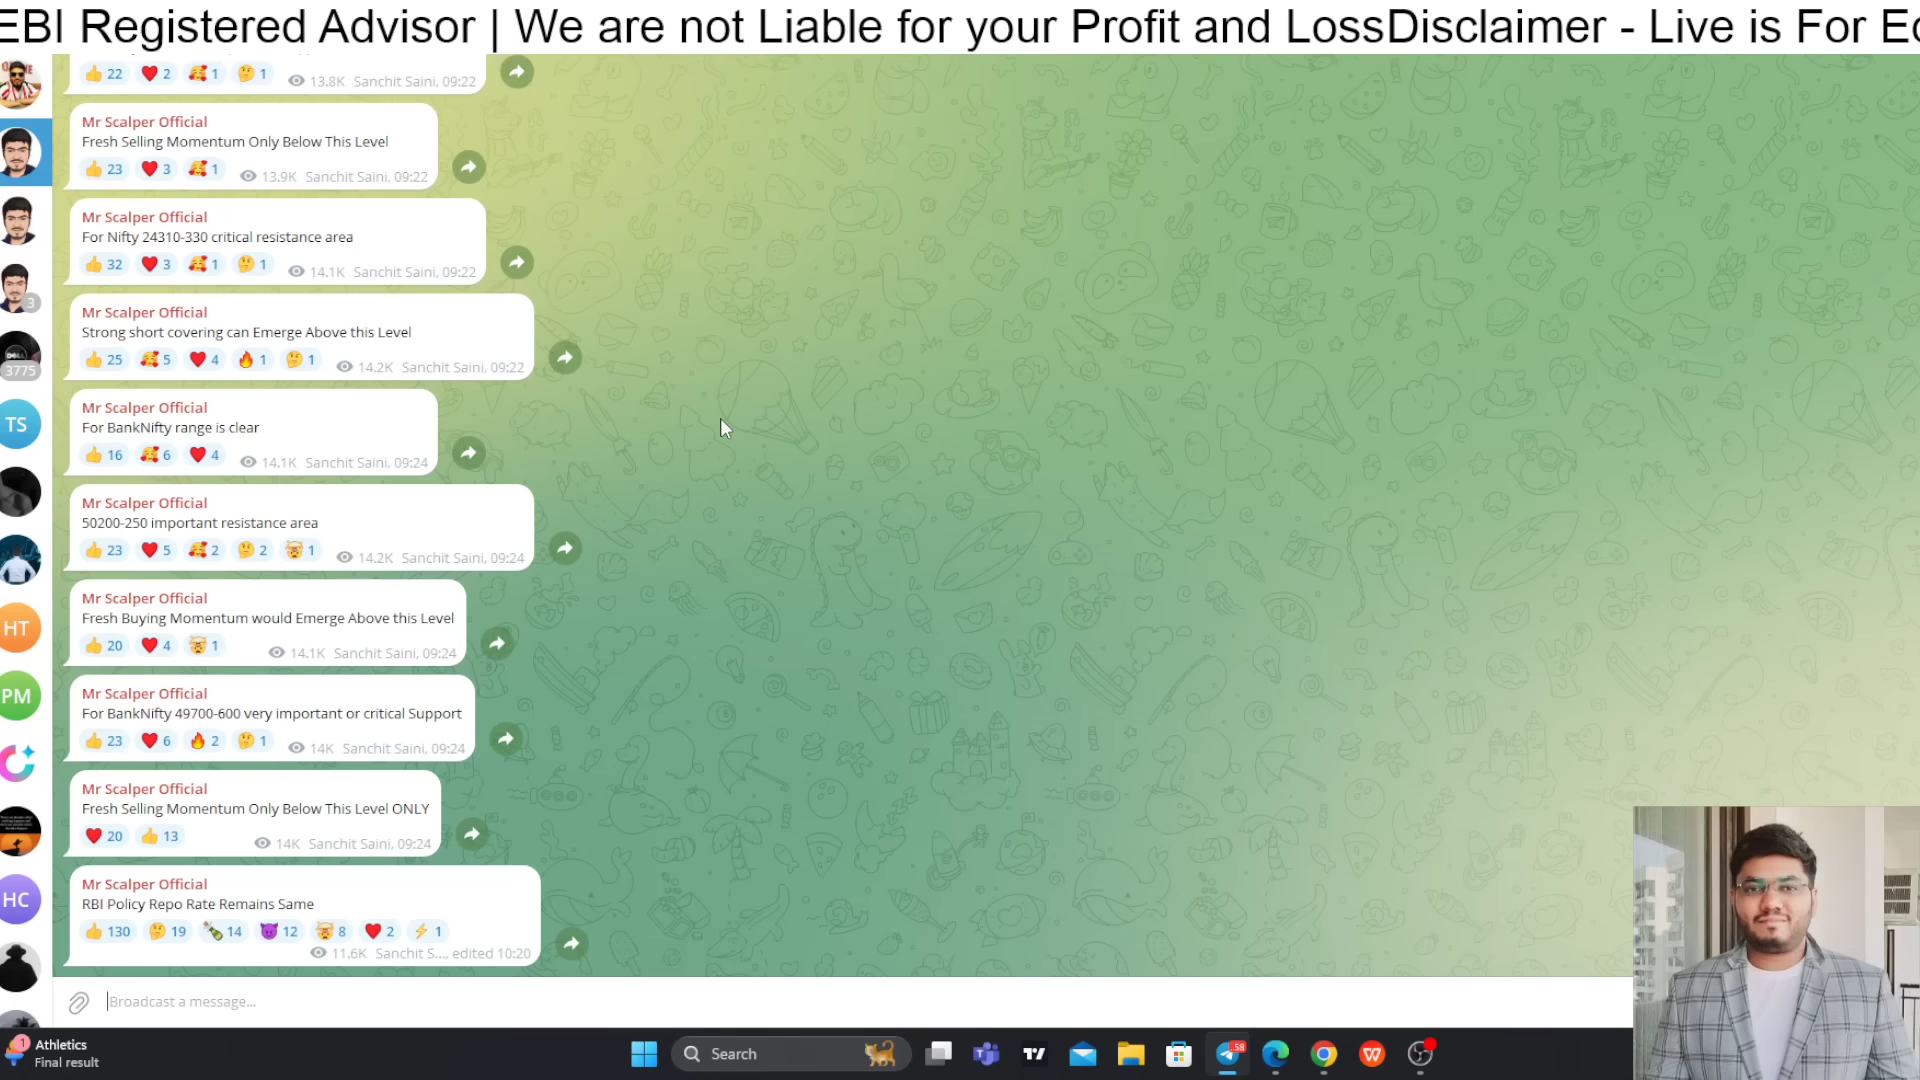 EBI Registered Advisor | We are not Liable for your Profit and LossDisclaimer - Live is For Ec
22 2 1 1 13.8K Sanchit Saini, 09:22
Mr Scalper Official
Fresh Selling Momentum Only Below This Level
23 3 1 13.9K Sanchit Saini, 09:22
Mr Scalper Official
For Nifty 24310-330 critical resistance area
32 3 1 1 14.1K Sanchit Saini, 09:22
Mr Scalper Official
Strong short covering can Emerge Above this Level
25 5 4 1 1 14.2K Sanchit Saini, 09:22
Mr Scalper Official
For BankNifty range is clear
16 6 4 14.1K Sanchit Saini, 09:24
Mr Scalper Official
50200-250 important resistance area
23 5 2 2 1 14.2K Sanchit Saini, 09:24
Mr Scalper Official
Fresh Buying Momentum would Emerge Above this Level
20 4 1 14.1K Sanchit Saini, 09:24
Mr Scalper Official
For BankNifty 49700-600 very important or critical Support
23 6 2 1 14K Sanchit Saini, 09:24
Mr Scalper Official
Fresh Selling Momentum Only Below This Level ONLY
20 13 14K Sanchit Saini, 09:24
Mr Scalper Official
RBI Policy Repo Rate Remains Same
130 19 14 12 8 2 1
11.6K Sanchit S..., edited 10:20
Broadcast a message...
3
DELL
3775
TS
HT
PM
HC
1
Athletics
Final result
Search
58